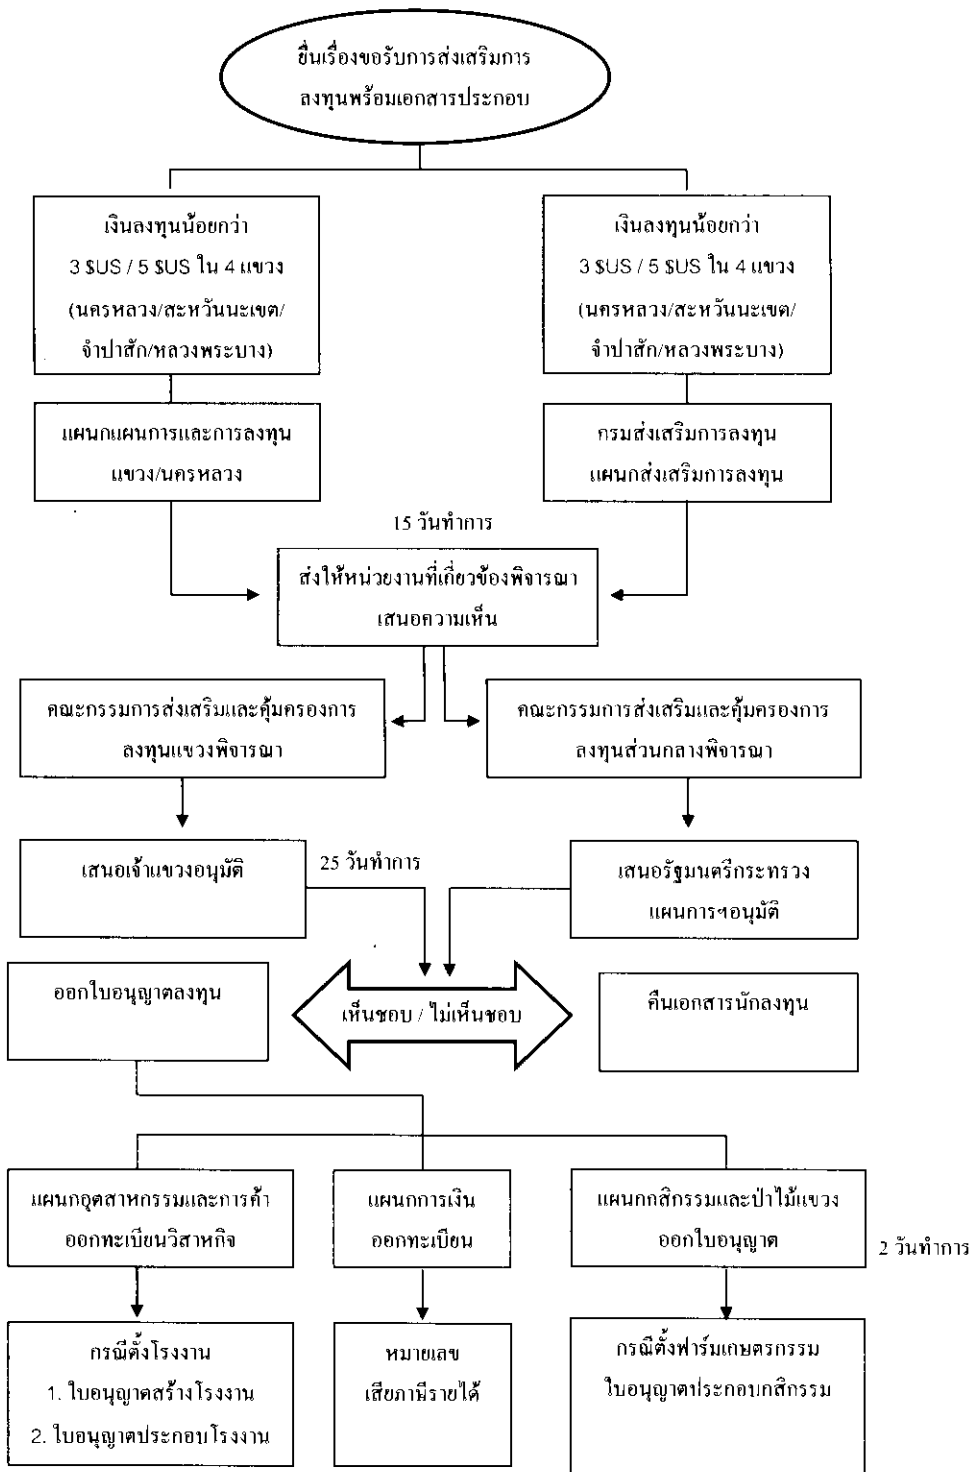 ยื่นเรื่องขอรับการส่งเสริมการ
ลงทุนพร้อมเอกสารประกอบ
เงินลงทุนน้อยกว่า
3 $US / 5 $US ใน 4 แขวง
(นครหลวง/สะหวันนะเขต/
จำปาสัก/หลวงพระบาง)
เงินลงทุนน้อยกว่า
3 $US / 5 $US ใน 4 แขวง
(นครหลวง/สะหวันนะเขต/
จำปาสัก/หลวงพระบาง)
แผนกแผนการและการลงทุน
แขวง/นครหลวง
กรมส่งเสริมการลงทุน
แผนกส่งเสริมการลงทุน
15 วันทำการ
ส่งให้หน่วยงานที่เกี่ยวข้องพิจารณา
เสนอความเห็น
คณะกรรมการส่งเสริมและคุ้มครองการ
ลงทุนแขวงพิจารณา
คณะกรรมการส่งเสริมและคุ้มครองการ
ลงทุนส่วนกลางพิจารณา
เสนอเจ้าแขวงอนุมัติ
25 วันทำการ
เสนอรัฐมนตรีกระทรวง
แผนการฯอนุมัติ
ออกใบอนุญาตลงทุน
เห็นชอบ / ไม่เห็นชอบ
คืนเอกสารนักลงทุน
แผนกอุตสาหกรรมและการค้า
ออกทะเบียนวิสาหกิจ
แผนกการเงิน
ออกทะเบียน
แผนกกสิกรรมและป่าไม้แขวง
ออกใบอนุญาต
2 วันทำการ
กรณีตั้งโรงงาน
1. ใบอนุญาตสร้างโรงงาน
2. ใบอนุญาตประกอบโรงงาน
หมายเลข
เสียภาษีรายได้
กรณีตั้งฟาร์มเกษตรกรรม
ใบอนุญาตประกอบกสิกรรม